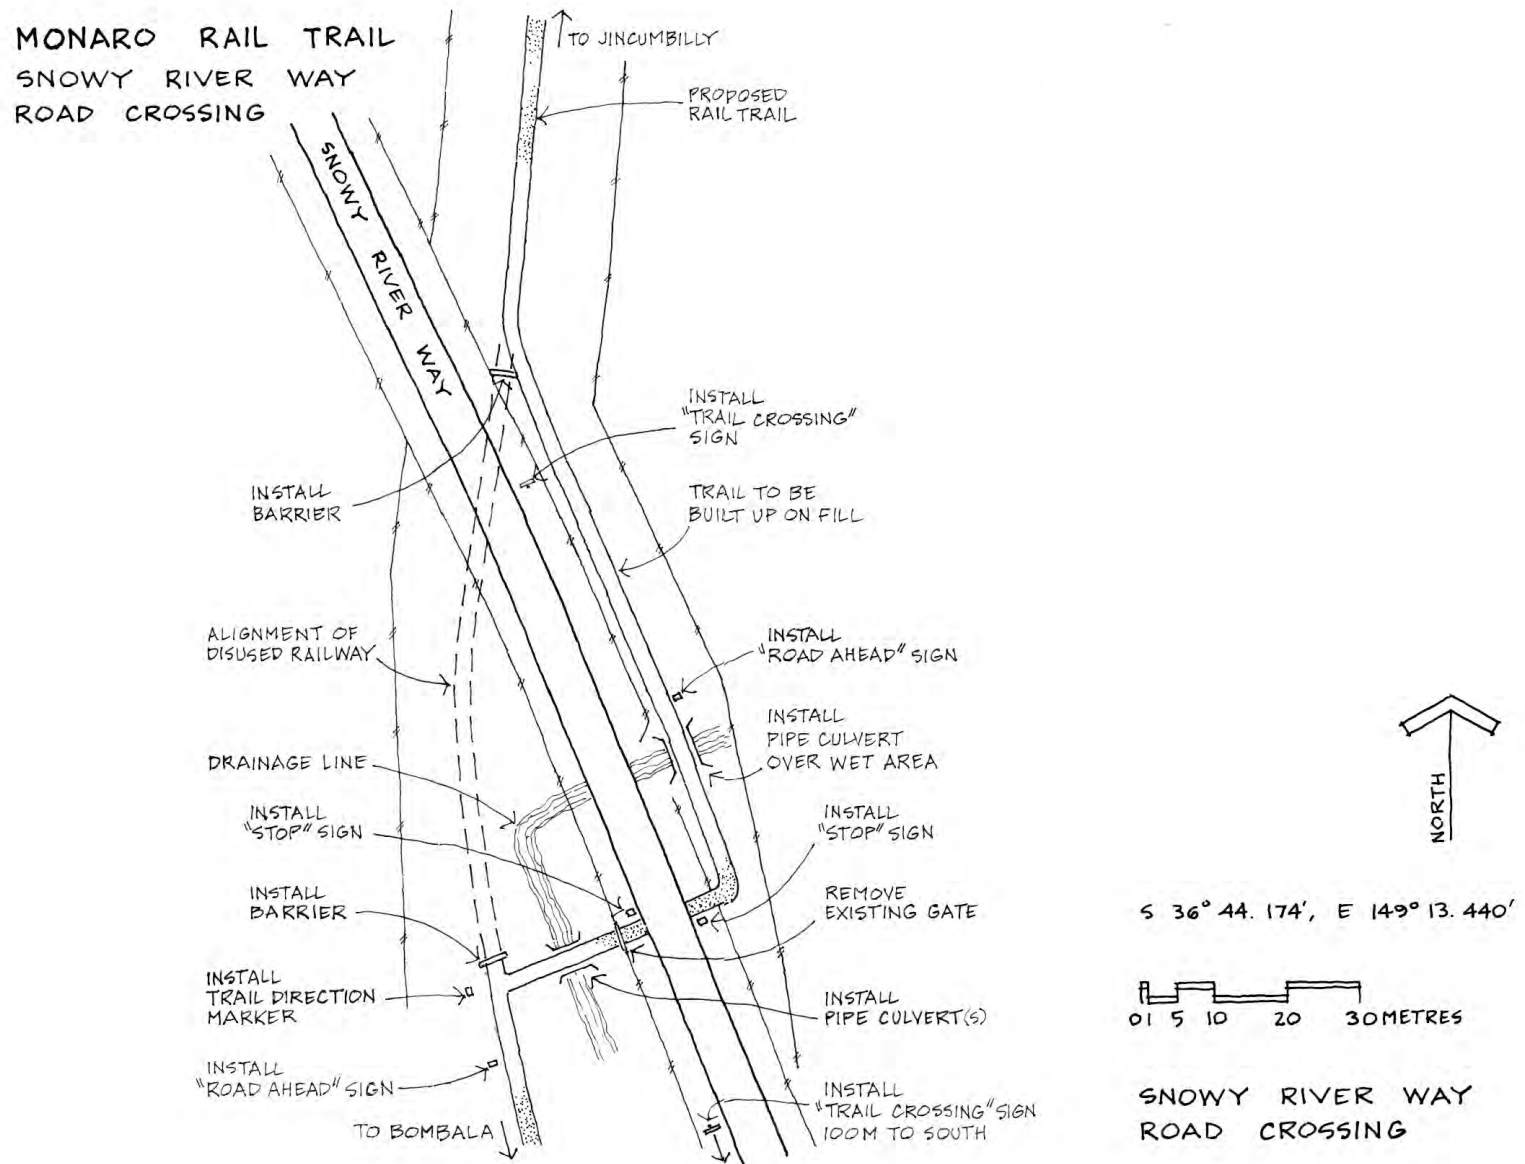 MONARO RAIL TRAIL
SNOWY RIVER WAY
ROAD CROSSING
TO JINCUMBILLY
PROPOSED
RAIL TRAIL
SNOWY RIVER WAY
INSTALL
"TRAIL CROSSING"
SIGN
INSTALL
BARRIER
TRAIL TO BE
BUILT UP ON FILL
ALIGNMENT OF
DISUSED RAILWAY
INSTALL
"ROAD AHEAD" SIGN
INSTALL
PIPE CULVERT
OVER WET AREA
DRAINAGE LINE
INSTALL
"STOP" SIGN
INSTALL
"STOP" SIGN
INSTALL
BARRIER
REMOVE
EXISTING GATE
INSTALL
TRAIL DIRECTION
MARKER
INSTALL
PIPE CULVERT(S)
INSTALL
"ROAD AHEAD" SIGN
TO BOMBALA
INSTALL
"TRAIL CROSSING" SIGN
100M TO SOUTH
NORTH
S 36° 44. 174', E 149° 13. 440'
0 1 5 10 20 30 METRES
SNOWY RIVER WAY
ROAD CROSSING